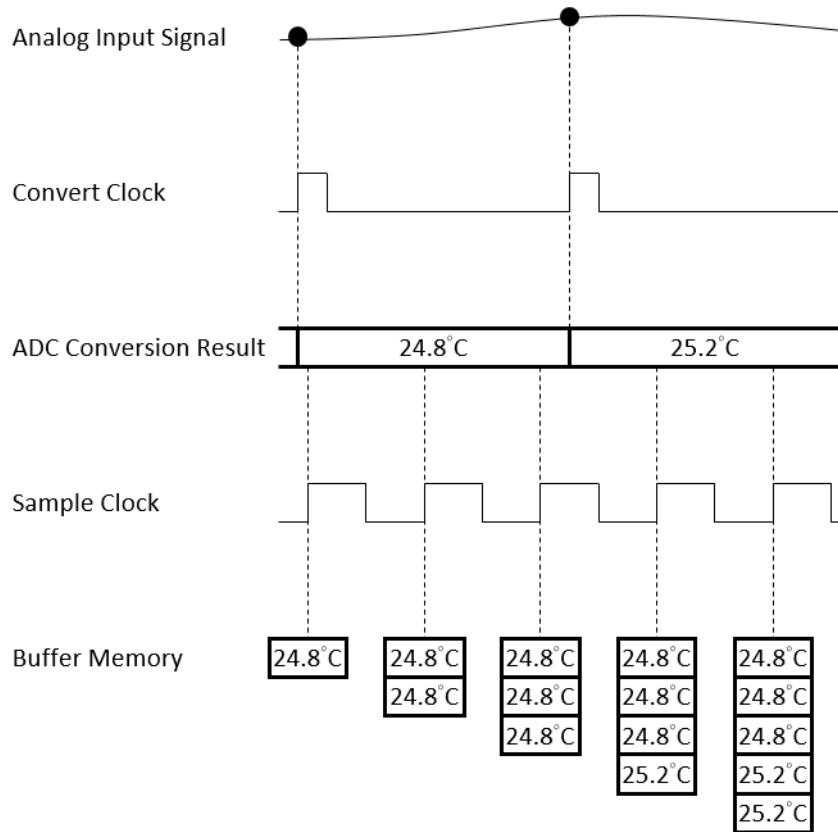 Analog Input Signal
Convert Clock
ADC Conversion Result
24.8°C
25.2°C
Sample Clock
Buffer Memory
24.8°C
24.8°C
24.8°C
24.8°C
24.8°C
24.8°C
24.8°C
24.8°C
24.8°C
24.8°C
24.8°C
24.8°C
25.2°C
25.2°C
25.2°C